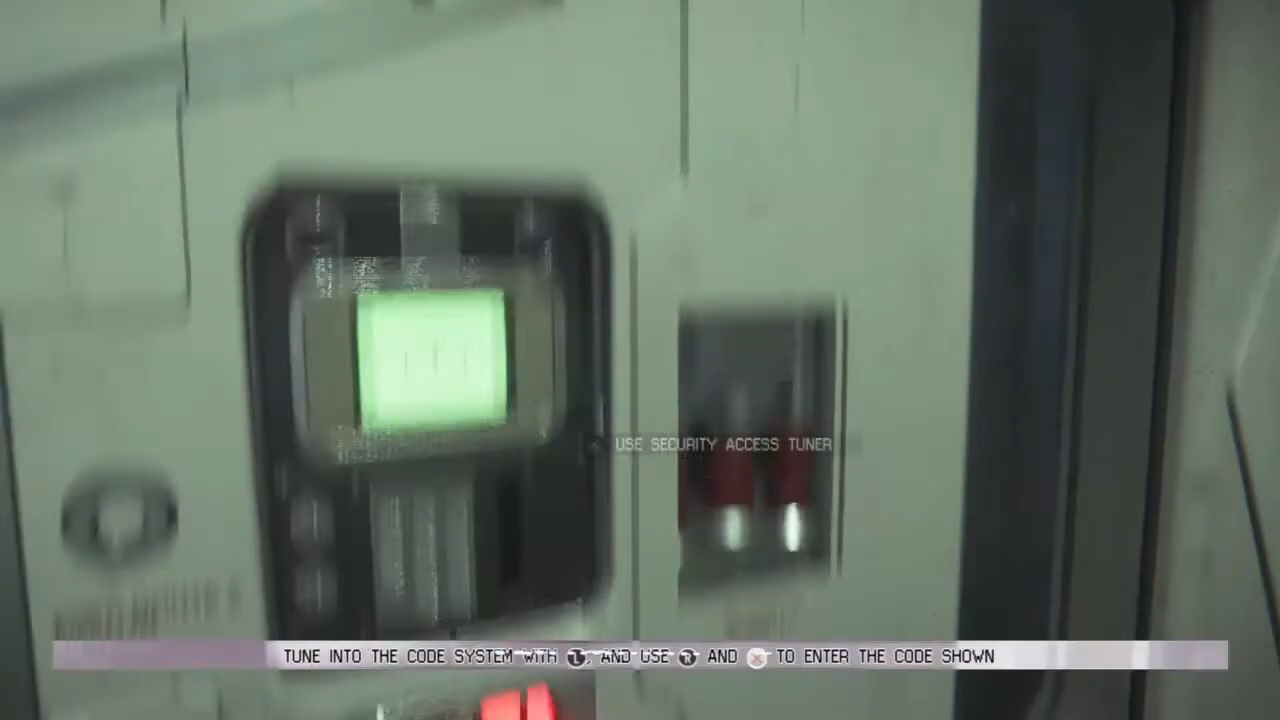 USE SECURITY ACCESS TUNER
TUNE INTO THE CODE SYSTEM WITH L, AND USE R AND X TO ENTER THE CODE SHOWN